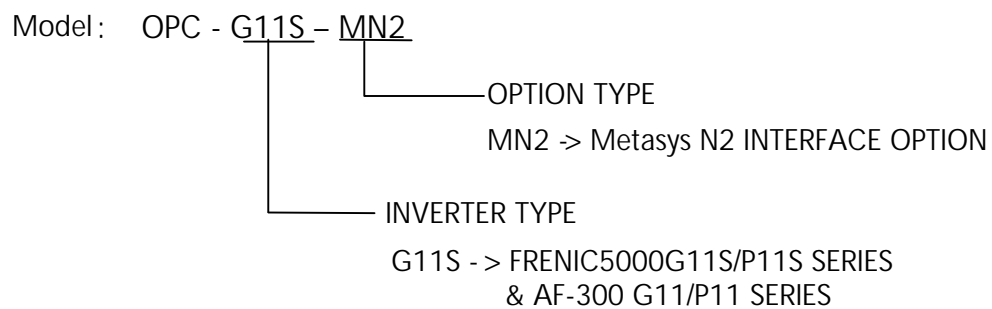 Model: OPC - G11S – MN2
OPTION TYPE
MN2 -> Metasys N2 INTERFACE OPTION
INVERTER TYPE
G11S - > FRENIC5000G11S/P11S SERIES
& AF-300 G11/P11 SERIES